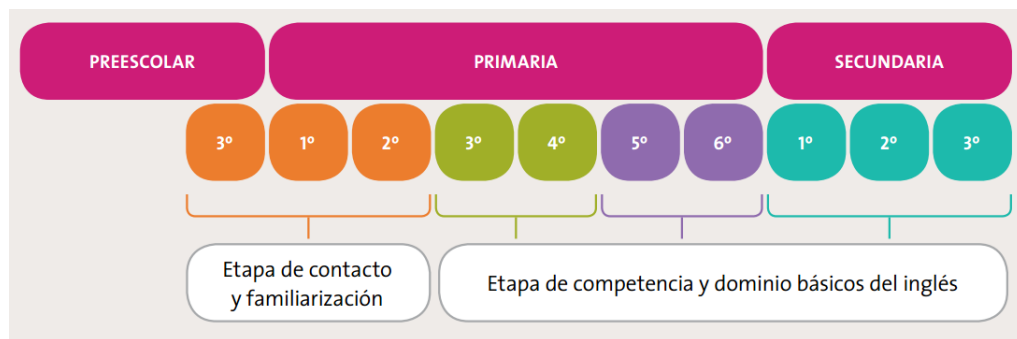 PREESCOLAR PRIMARIA SECUNDARIA
3º 1º 2º 3º 4º 5º 6º 1º 2º 3º
Etapa de contacto
y familiarización
Etapa de competencia y dominio básicos del inglés